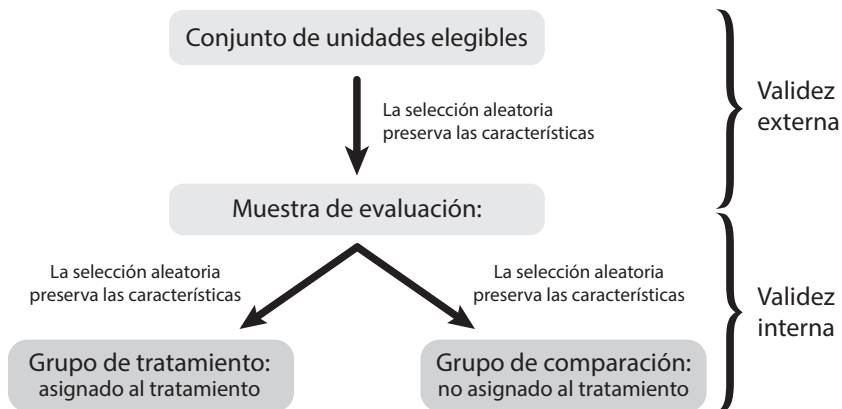 Conjunto de unidades elegibles
La selección aleatoria
preserva las características
Validez
externa
Muestra de evaluación:
La selección aleatoria
preserva las características
La selección aleatoria
preserva las características
Validez
interna
Grupo de tratamiento:
asignado al tratamiento
Grupo de comparación:
no asignado al tratamiento